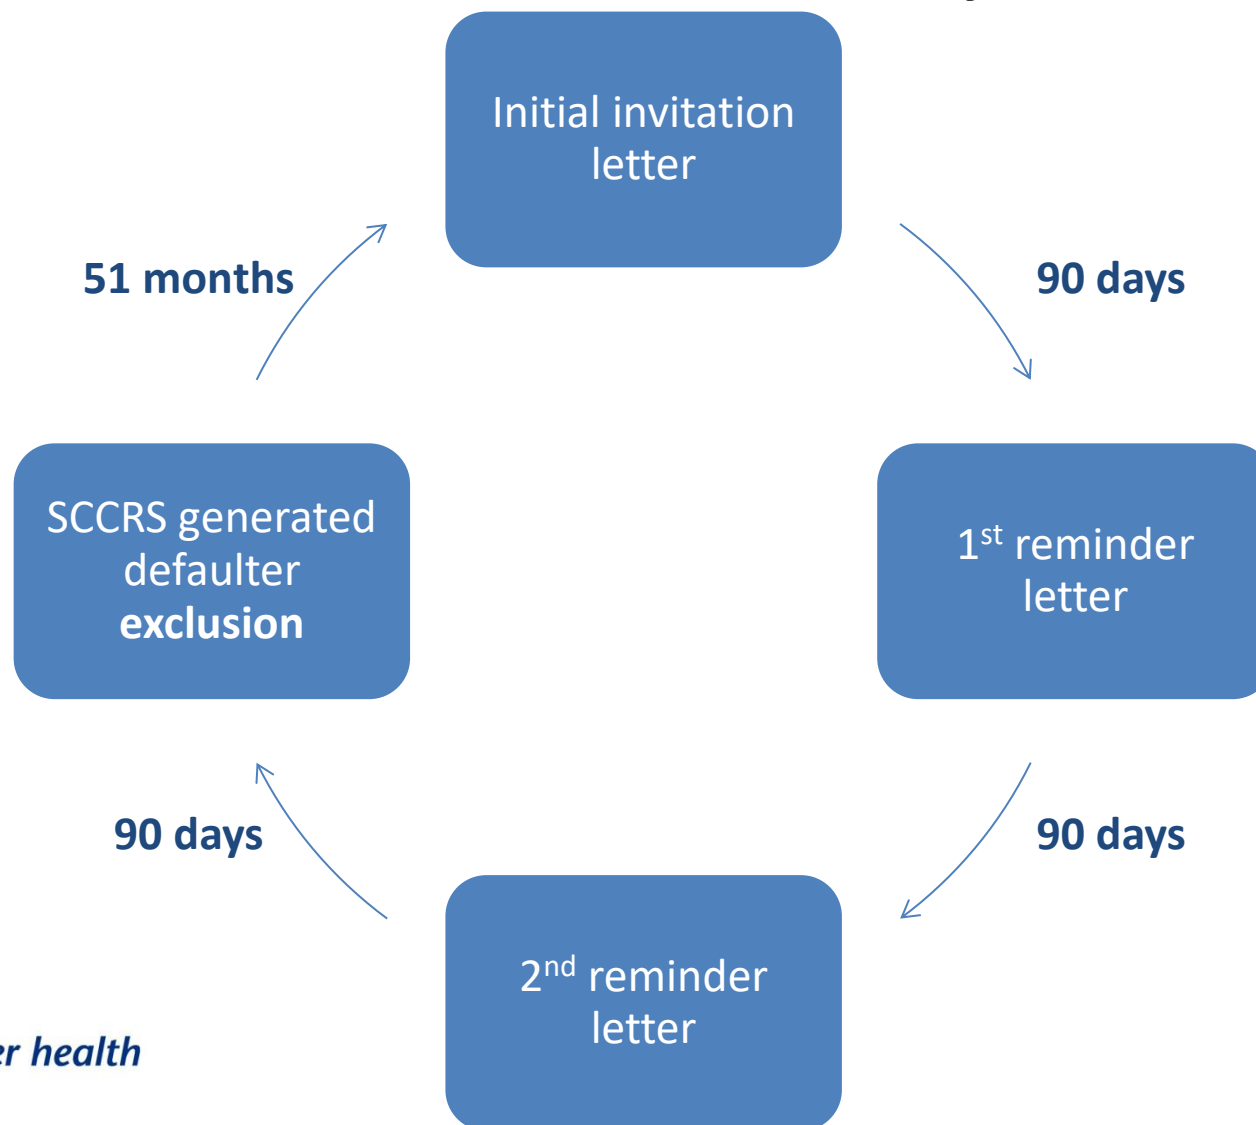 Initial invitation
letter
51 months
90 days
SCCRS generated
defaulter
exclusion
1st reminder
letter
90 days
90 days
2nd reminder
letter
health